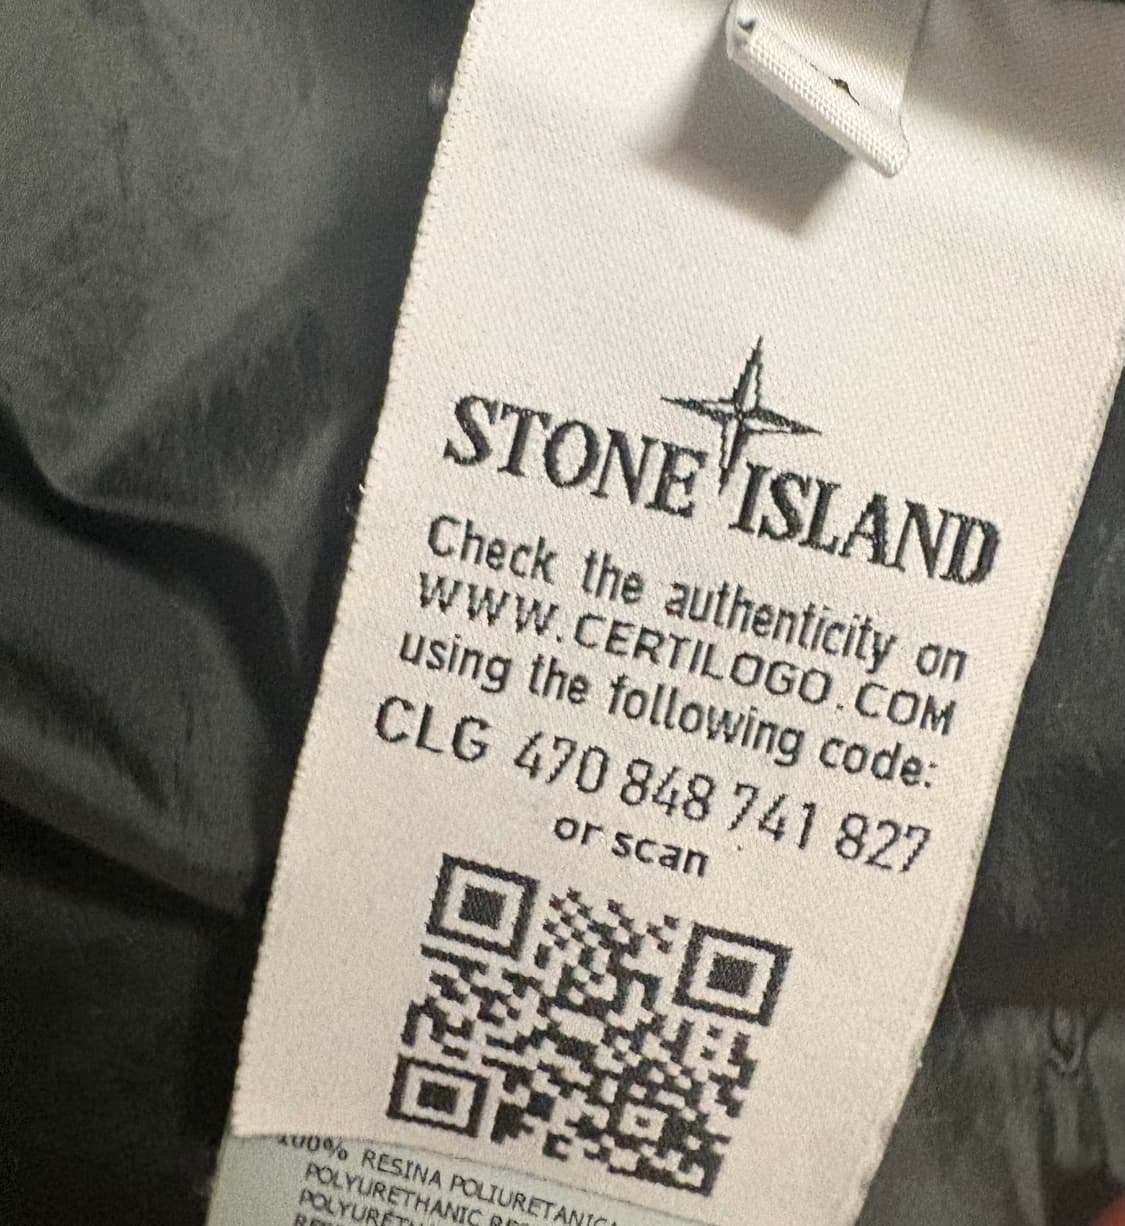 STONE ISLAND
Check the authenticity on
WWW.CERTILOGO.COM
using the following code:
CLG 470 848 741 827
or scan
100% RESINA POLIURETANICA
POLYURETHANIC